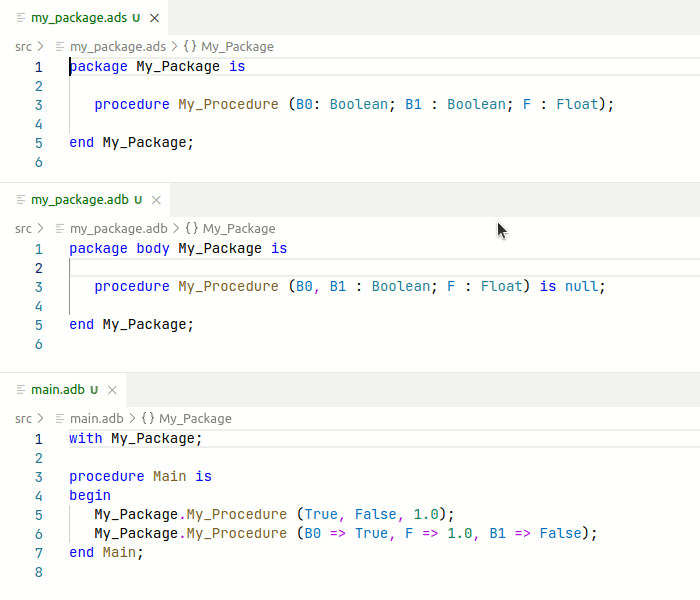 my_package.ads U
src > my_package.ads > {} My_Package
1 package My_Package is
2
3    procedure My_Procedure (B0: Boolean; B1 : Boolean; F : Float);
4
5 end My_Package;
6
my_package.adb U
src > my_package.adb > {} My_Package
1 package body My_Package is
2
3    procedure My_Procedure (B0, B1 : Boolean; F : Float) is null;
4
5 end My_Package;
6
main.adb U
src > main.adb > {} My_Package
1 with My_Package;
2
3 procedure Main is
4 begin
5    My_Package.My_Procedure (True, False, 1.0);
6    My_Package.My_Procedure (B0 => True, F => 1.0, B1 => False);
7 end Main;
8